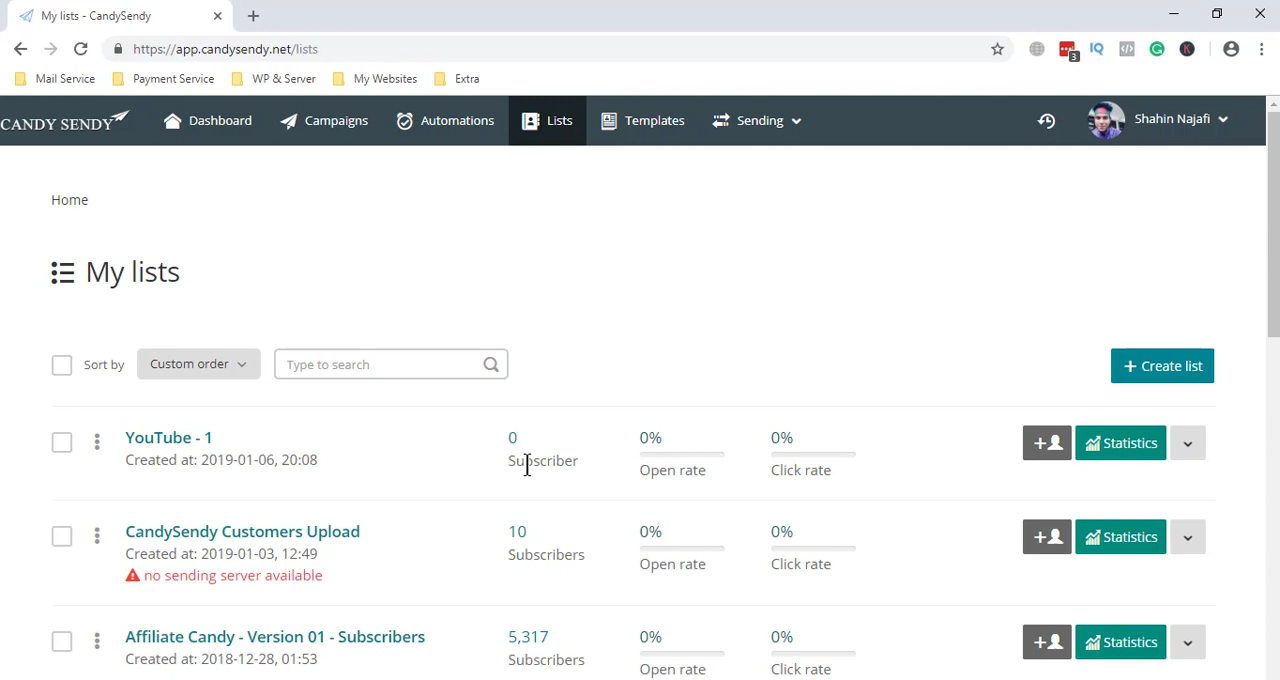 My lists - CandySendy
https://app.candysendy.net/lists
3
IQ
K
Mail Service
Payment Service
WP & Server
My Websites
Extra
CANDY SENDY
Dashboard
Campaigns
Automations
Lists
Templates
Sending
Shahin Najafi
Home
My lists
Sort by
Custom order
Type to search
+ Create list
YouTube - 1
0
0%
0%
Statistics
Created at: 2019-01-06, 20:08
Subscriber
Open rate
Click rate
CandySendy Customers Upload
10
0%
0%
Statistics
Created at: 2019-01-03, 12:49
Subscribers
Open rate
Click rate
no sending server available
Affiliate Candy - Version 01 - Subscribers
5,317
0%
0%
Statistics
Created at: 2018-12-28, 01:53
Subscribers
Open rate
Click rate